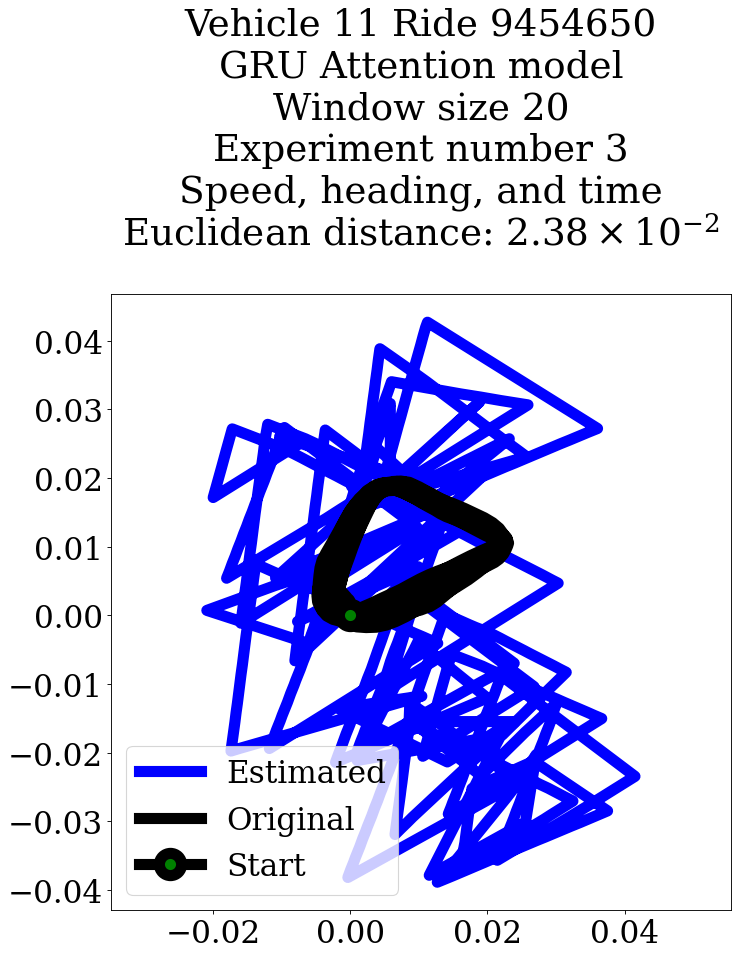 Vehicle 11 Ride 9454650
GRU Attention model
Window size 20
Experiment number 3
Speed, heading, and time
Euclidean distance: 2.38 × 10⁻²
0.04
0.03
0.02
0.01
0.00
−0.01
−0.02
−0.03
−0.04
Estimated
Original
Start
−0.02 0.00 0.02 0.04